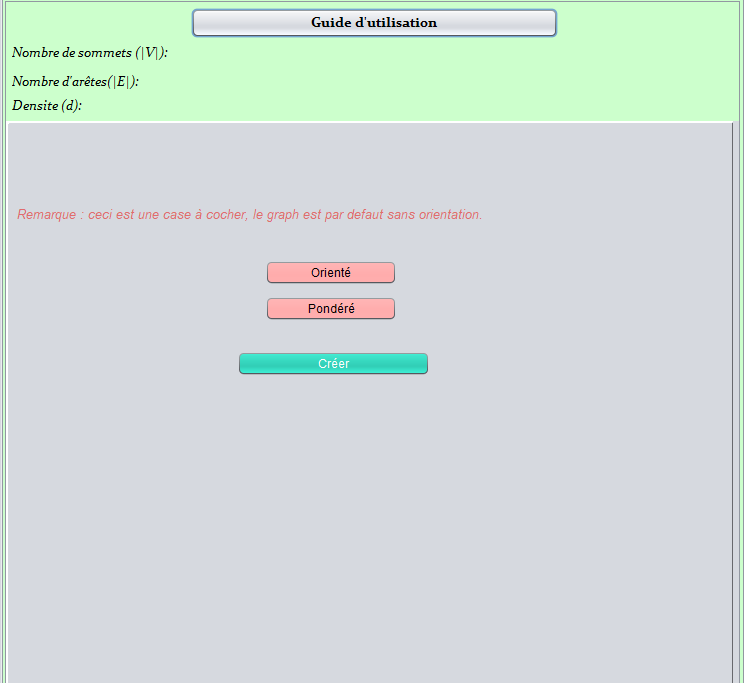 Guide d'utilisation
Nombre de sommets (|V|):
Nombre d'arêtes(|E|):
Densite (d):
Remarque : ceci est une case à cocher, le graph est par defaut sans orientation.
Orienté
Pondéré
Créer